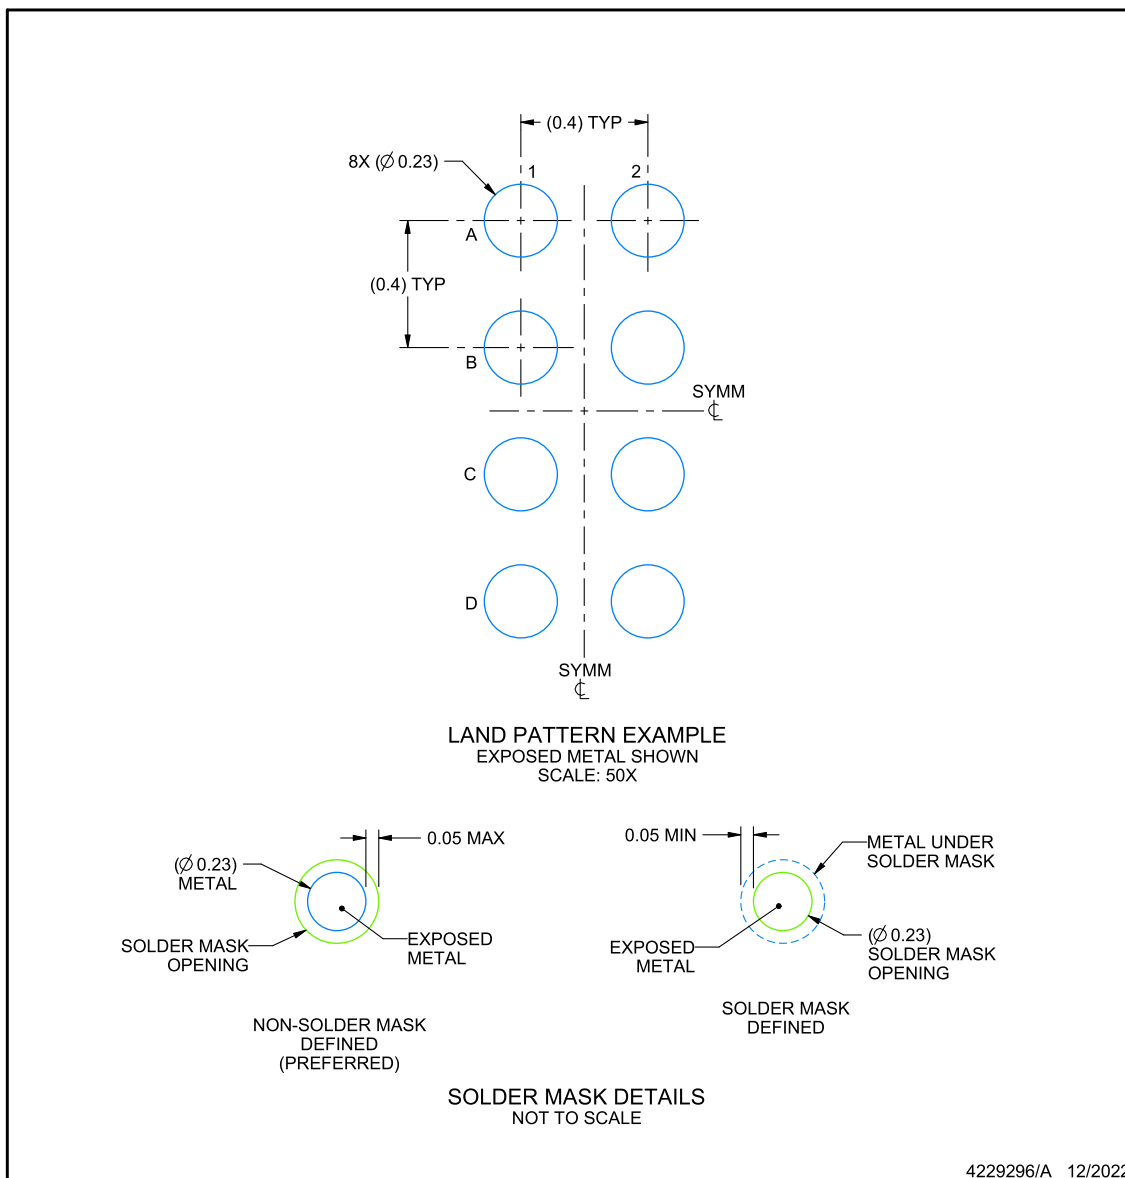 (0.4) TYP
8X (Ø 0.23)
1
2
A
(0.4) TYP
B
SYMM
℄
C
D
SYMM
℄
LAND PATTERN EXAMPLE
EXPOSED METAL SHOWN
SCALE: 50X
0.05 MAX
(Ø 0.23)
METAL
SOLDER MASK
OPENING
EXPOSED
METAL
NON-SOLDER MASK
DEFINED
(PREFERRED)
0.05 MIN
METAL UNDER
SOLDER MASK
EXPOSED
METAL
(Ø 0.23)
SOLDER MASK
OPENING
SOLDER MASK
DEFINED
SOLDER MASK DETAILS
NOT TO SCALE
4229296/A 12/2022